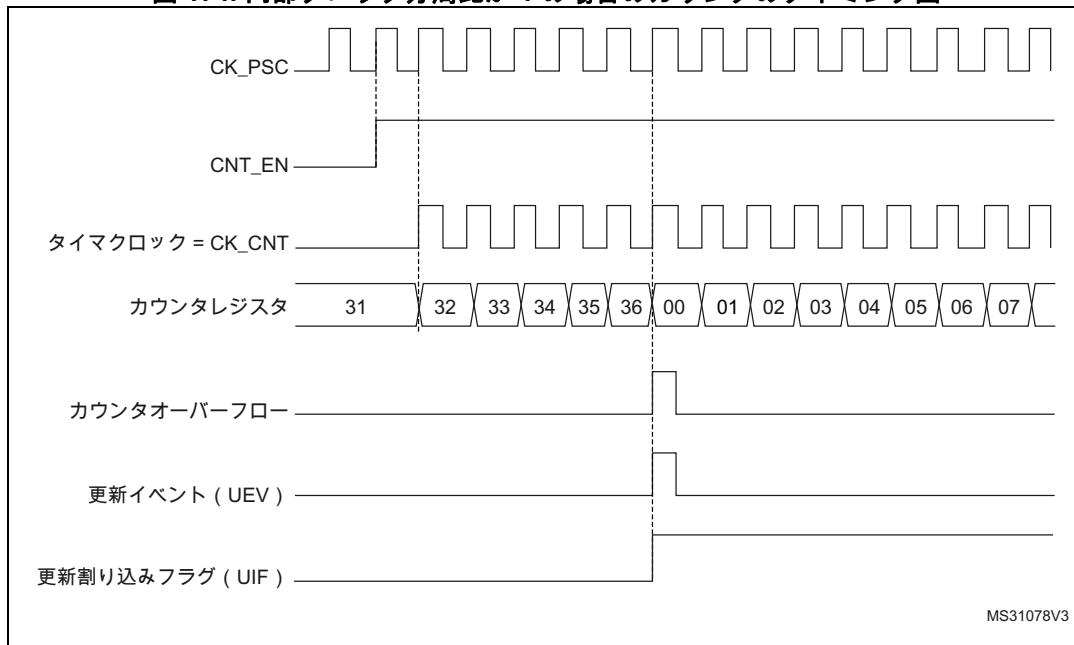 CK_PSC
CNT_EN
タイマクロック = CK_CNT
カウンタレジスタ 31 32 33 34 35 36 00 01 02 03 04 05 06 07
カウンタオーバーフロー
更新イベント ( UEV )
更新割り込みフラグ ( UIF )
MS31078V3